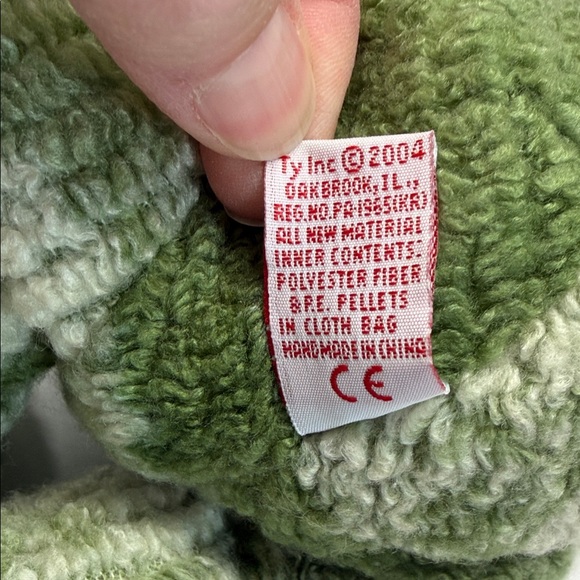 Ty Inc © 2004
OAKBROOK, IL.,
REG.NO.PA-1965(KR)
ALL NEW MATERIAL
INNER CONTENTS:
POLYESTER FIBER
&P.E. PELLETS
IN CLOTH BAG
HANDMADE IN CHINA
CE